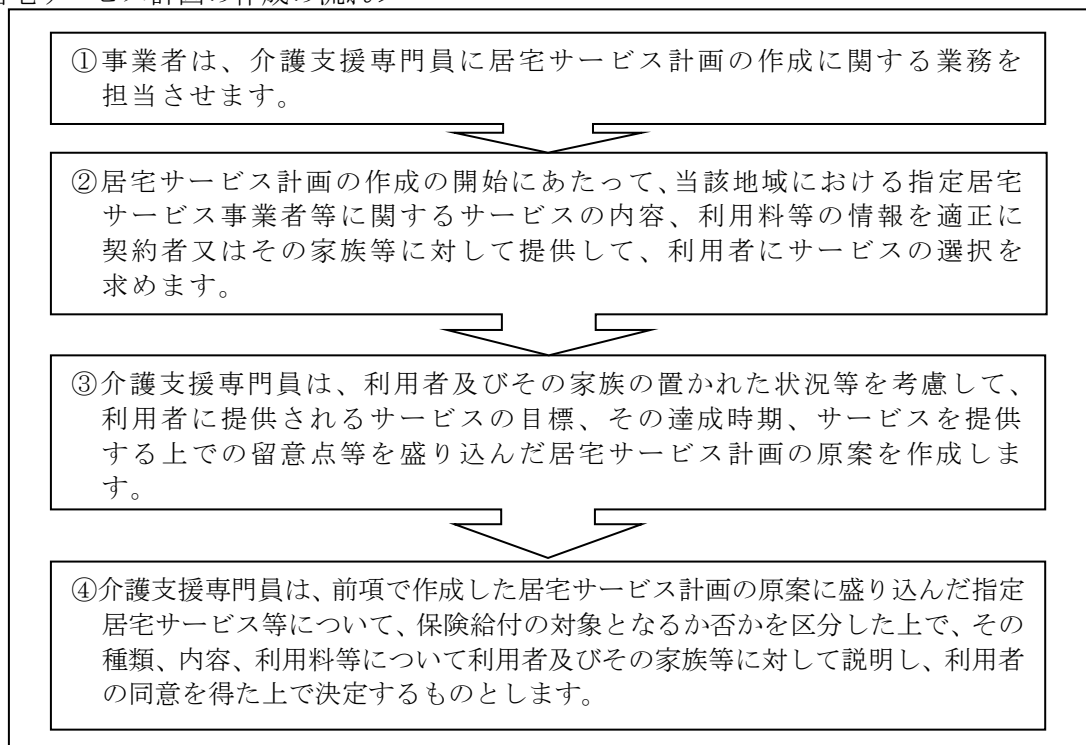 ①事業者は、介護支援専門員に居宅サービス計画の作成に関する業務を
担当させます。
②居宅サービス計画の作成の開始にあたって、当該地域における指定居宅
サービス事業者等に関するサービスの内容、利用料等の情報を適正に
契約者又はその家族等に対して提供して、利用者にサービスの選択を
求めます。
③介護支援専門員は、利用者及びその家族の置かれた状況等を考慮して、
利用者に提供されるサービスの目標、その達成時期、サービスを提供
する上での留意点等を盛り込んだ居宅サービス計画の原案を作成しま
す。
④介護支援専門員は、前項で作成した居宅サービス計画の原案に盛り込んだ指定
居宅サービス等について、保険給付の対象となるか否かを区分した上で、その
種類、内容、利用料等について利用者及びその家族等に対して説明し、利用者
の同意を得た上で決定するものとします。